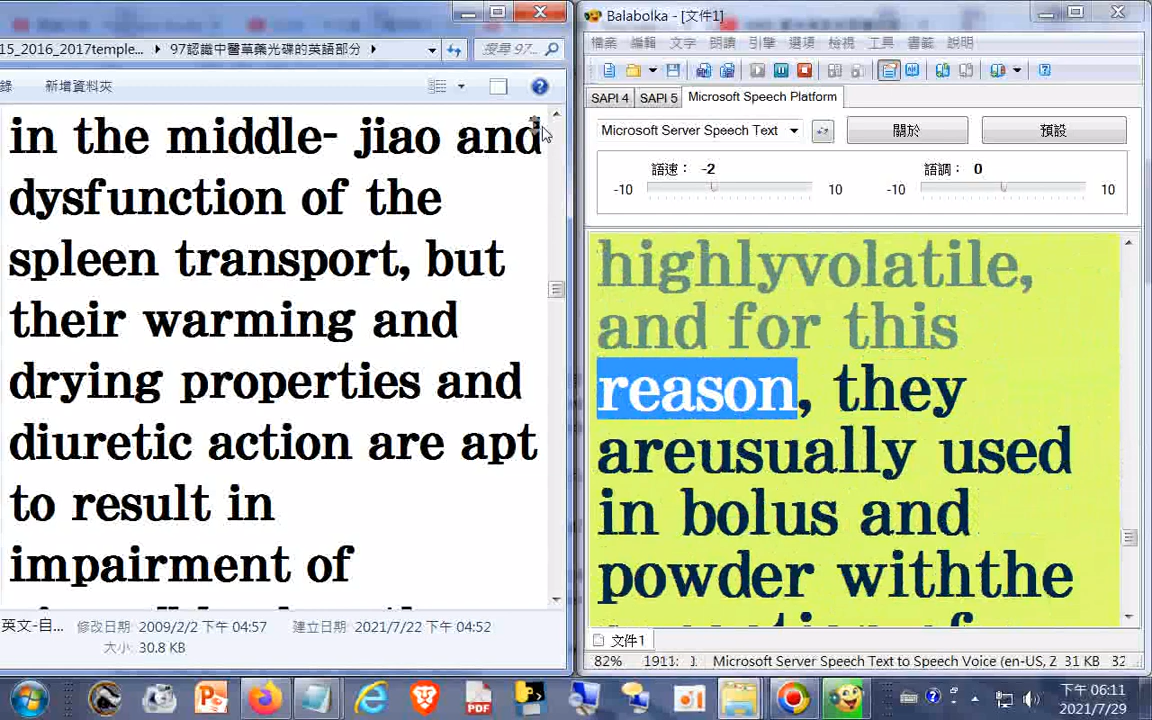 15_2016_2017temple...
97認識中醫草藥光碟的英語部分
搜尋 97...
錄
新增資料夾
in the middle- jiao and
dysfunction of the
spleen transport, but
their warming and
drying properties and
diuretic action are apt
to result in
impairment of
英文-自...
修改日期: 2009/2/2 下午 04:57
建立日期: 2021/7/22 下午 04:52
大小: 30.8 KB
Balabolka - [文件1]
檔案 編輯 文字 朗讀 引擎 選項 檢視 工具 書籤 說明
SAPI 4 SAPI 5 Microsoft Speech Platform
Microsoft Server Speech Text
關於
預設
語速： -2
-10 10
語調： 0
-10 10
highlyvolatile,
and for this
reason, they
areusually used
in bolus and
powder withthe
文件1
82% 1911: Microsoft Server Speech Text to Speech Voice (en-US, Z 31 KB 32
下午 06:11
2021/7/29